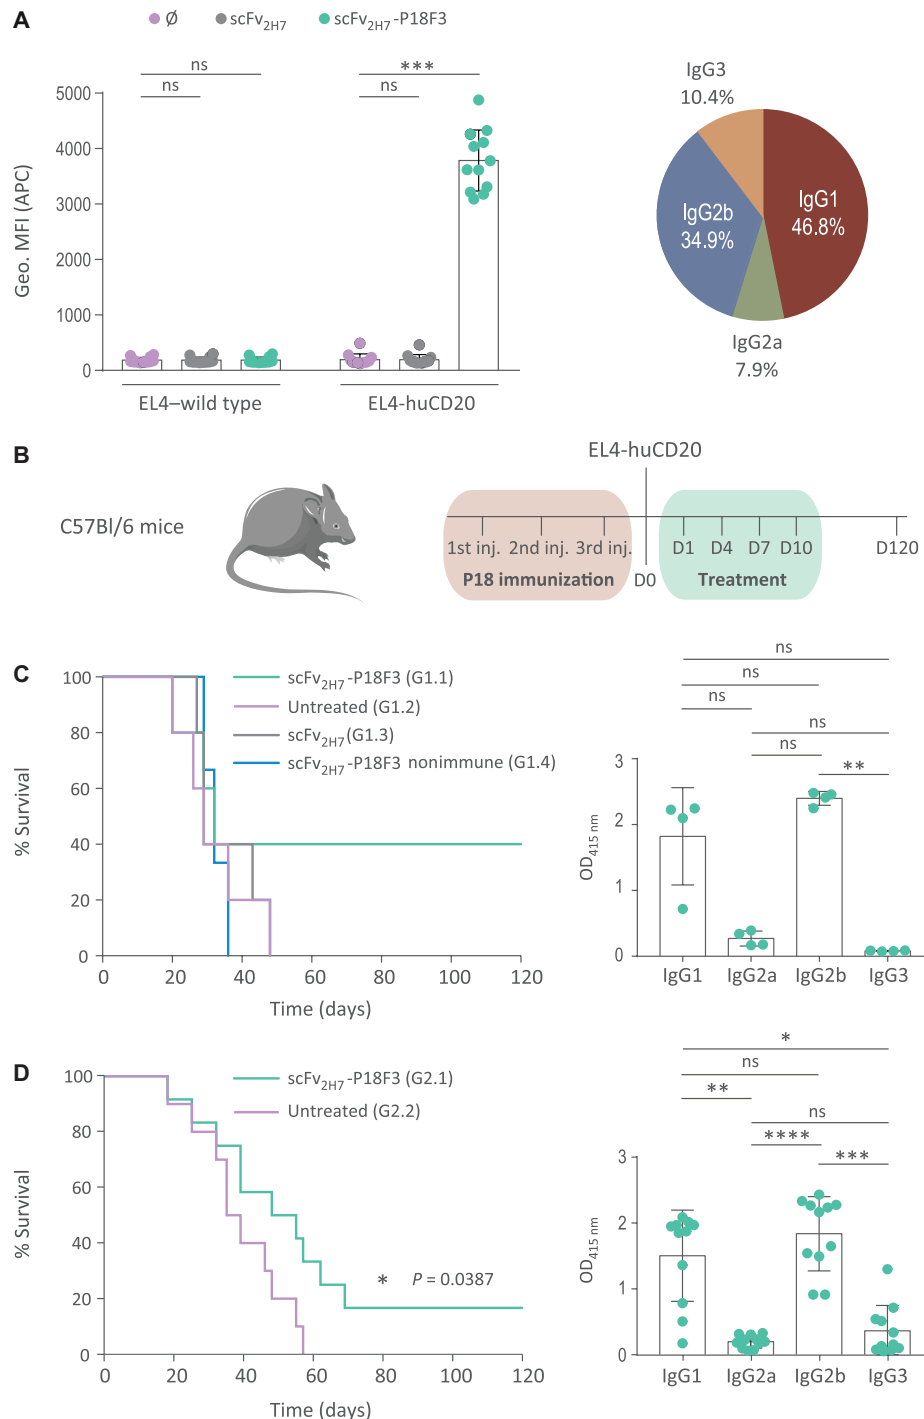 A
Ø scFv2H7 scFv2H7-P18F3
ns
ns
***
ns
Geo. MFI (APC)
5000
4000
3000
2000
1000
0
EL4–wild type EL4-huCD20
IgG3
10.4%
IgG1
46.8%
IgG2b
34.9%
IgG2a
7.9%
B
C57Bl/6 mice
EL4-huCD20
1st inj. 2nd inj. 3rd inj.
P18 immunization
D0
D1 D4 D7 D10
Treatment
D120
C
% Survival
100
80
60
40
20
0
0 20 40 60 80 100 120
Time (days)
scFv2H7-P18F3 (G1.1)
Untreated (G1.2)
scFv2H7 (G1.3)
scFv2H7-P18F3 nonimmune (G1.4)
ns
ns
ns
ns
ns
**
OD415 nm
3
2
1
0
IgG1 IgG2a IgG2b IgG3
D
% Survival
100
80
60
40
20
0
0 20 40 60 80 100 120
Time (days)
scFv2H7-P18F3 (G2.1)
Untreated (G2.2)
* P = 0.0387
*
ns
**
ns
****
***
OD415 nm
3
2
1
0
IgG1 IgG2a IgG2b IgG3